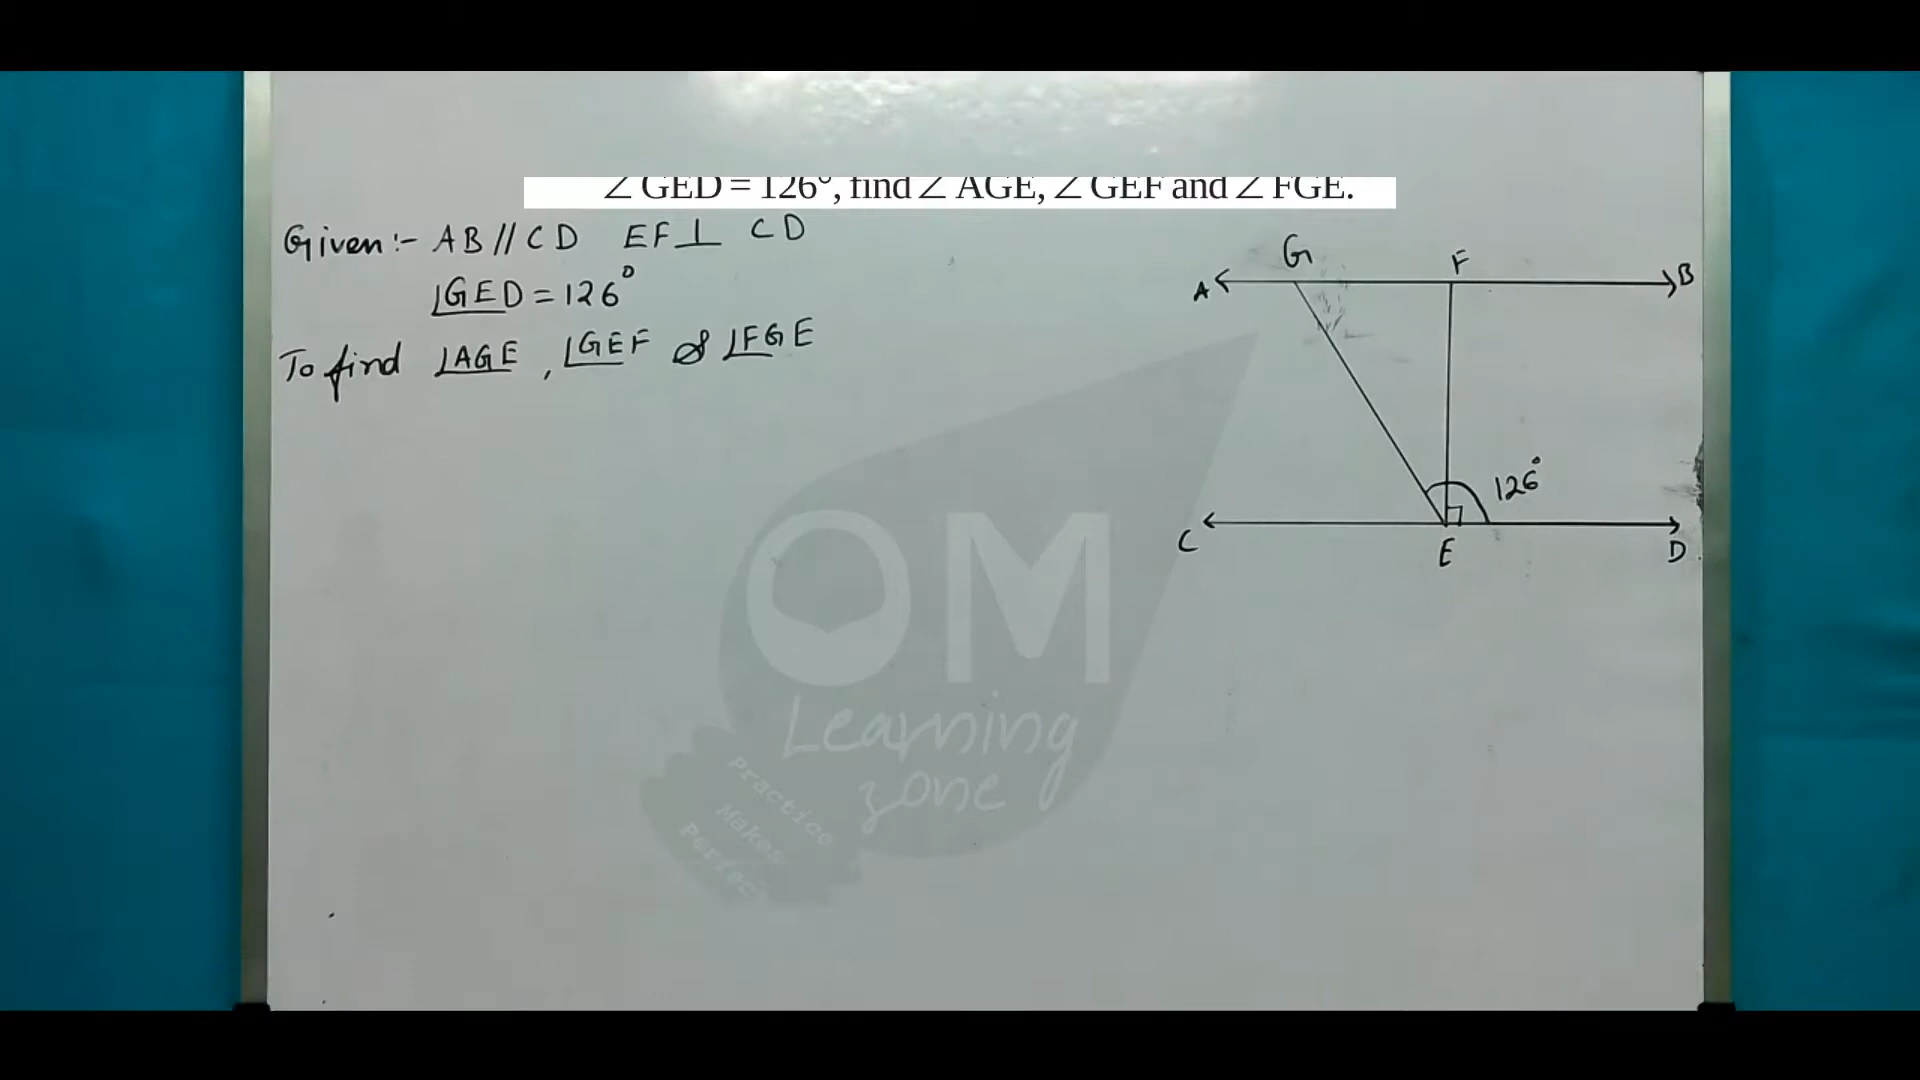 ∠GED = 126°, find ∠ AGE, ∠ GEF and ∠ FGE.
Given :- AB // CD EF ⊥ CD
∠GED = 126°
To find ∠AGE , ∠GEF & ∠FGE
G
F
A
B
126°
C
E
D
OM
Learning
zone
Practice
Makes
Perfect